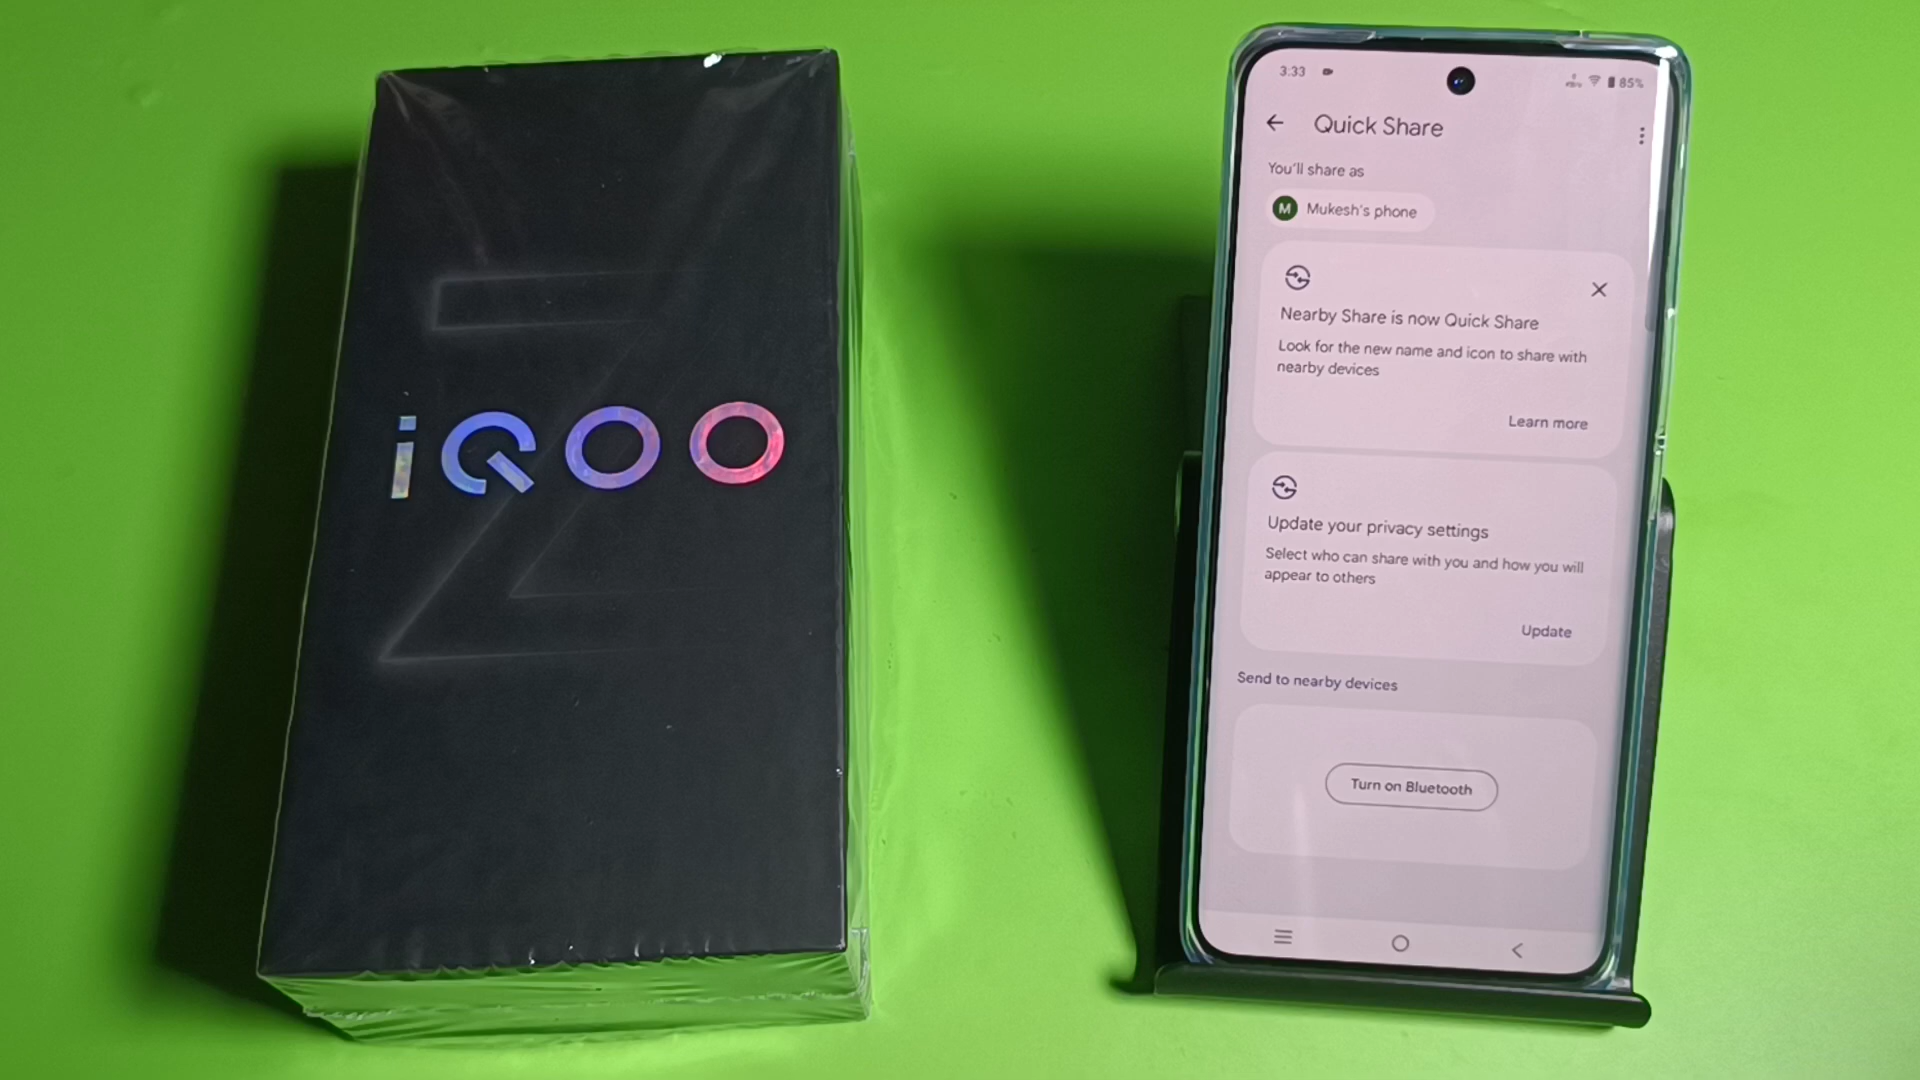 iQOO
3:33
85%
Quick Share
You'll share as
M Mukesh's phone
Nearby Share is now Quick Share
Look for the new name and icon to share with
nearby devices
Learn more
Update your privacy settings
Select who can share with you and how you will
appear to others
Update
Send to nearby devices
Turn on Bluetooth